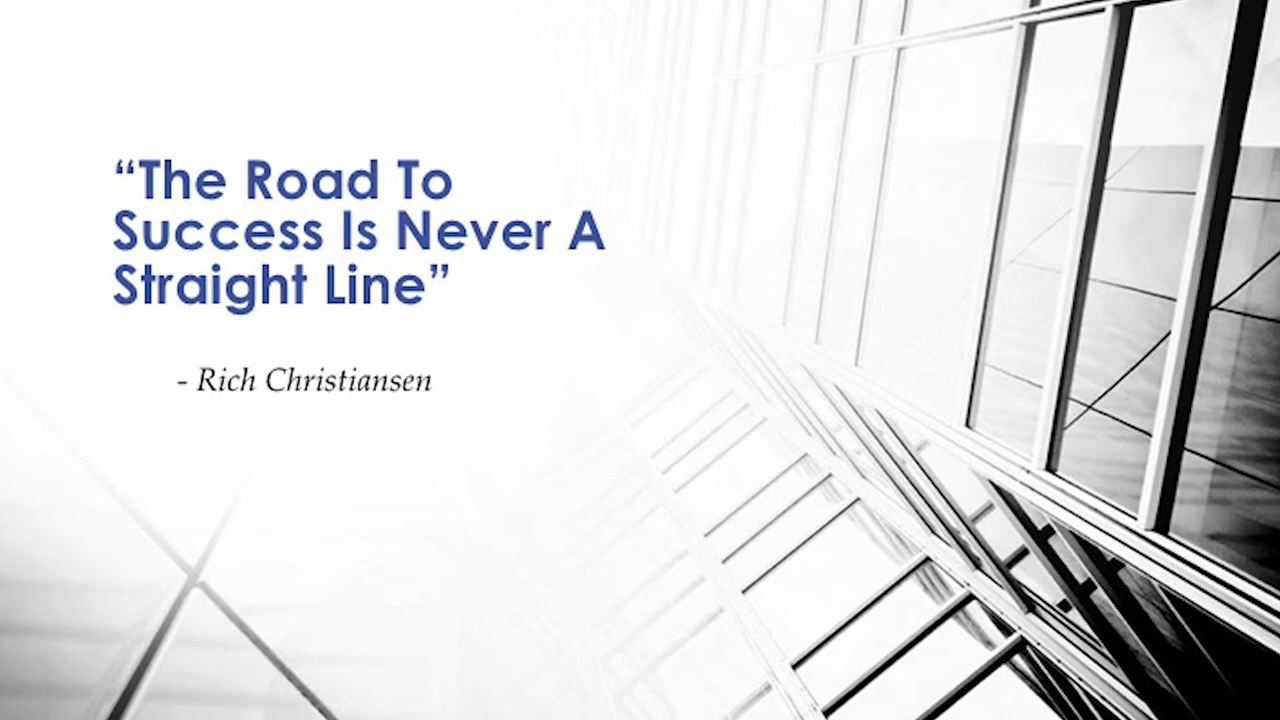 “The Road To
Success Is Never A
Straight Line”
- Rich Christiansen